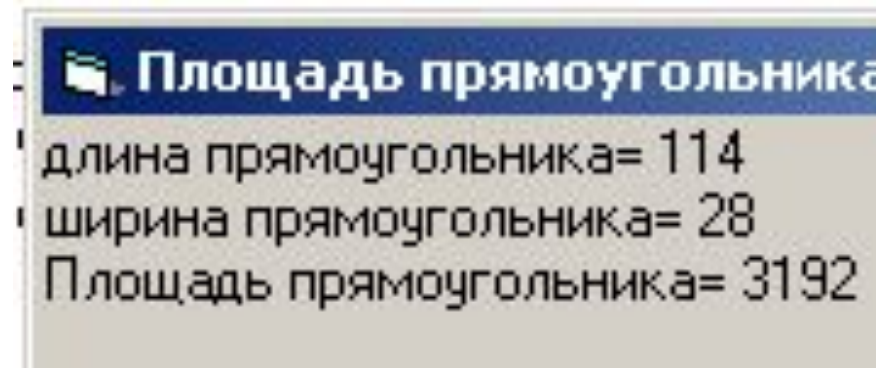 Площадь прямоугольника
длина прямоугольника= 114
ширина прямоугольника= 28
Площадь прямоугольника= 3192